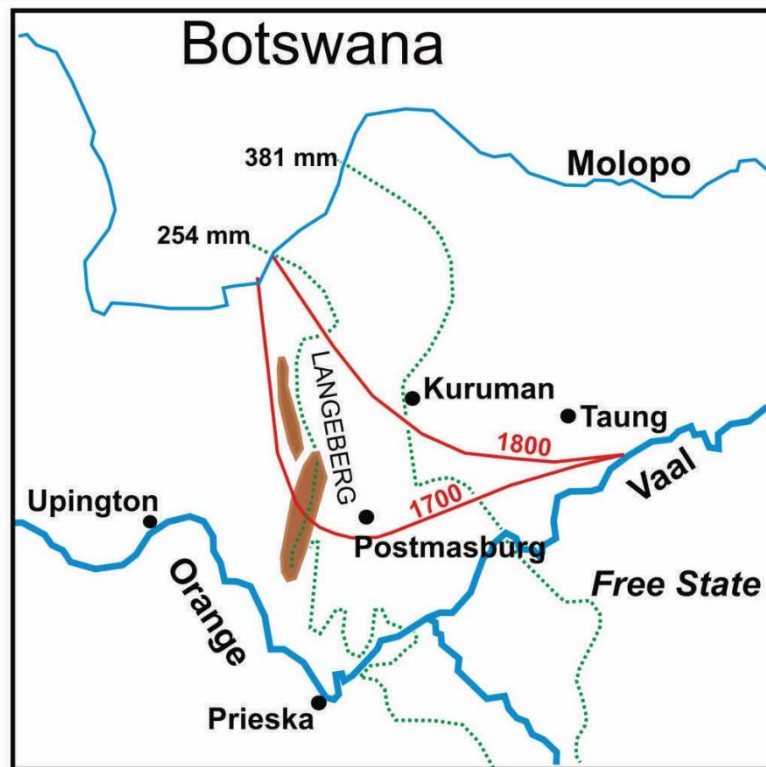 Botswana
381 mm
Molopo
254 mm
LANGEBERG
Kuruman
Taung
1800
1700
Vaal
Upington
Postmasburg
Orange
Free State
Prieska